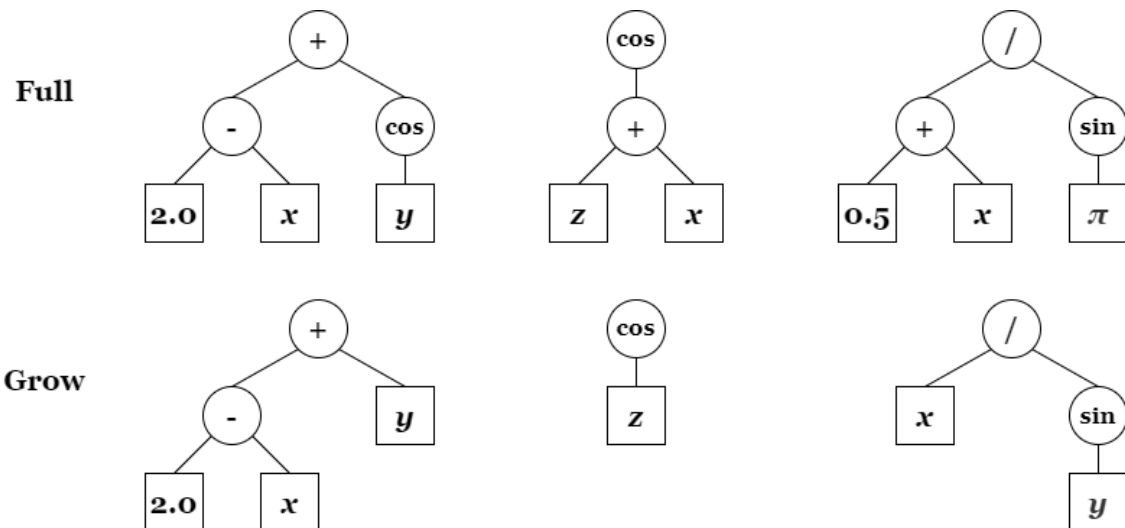 + cos /
Full
- cos + + sin
2.0 x y z x 0.5 x π
+ cos /
Grow
- y z x sin
2.0 x y